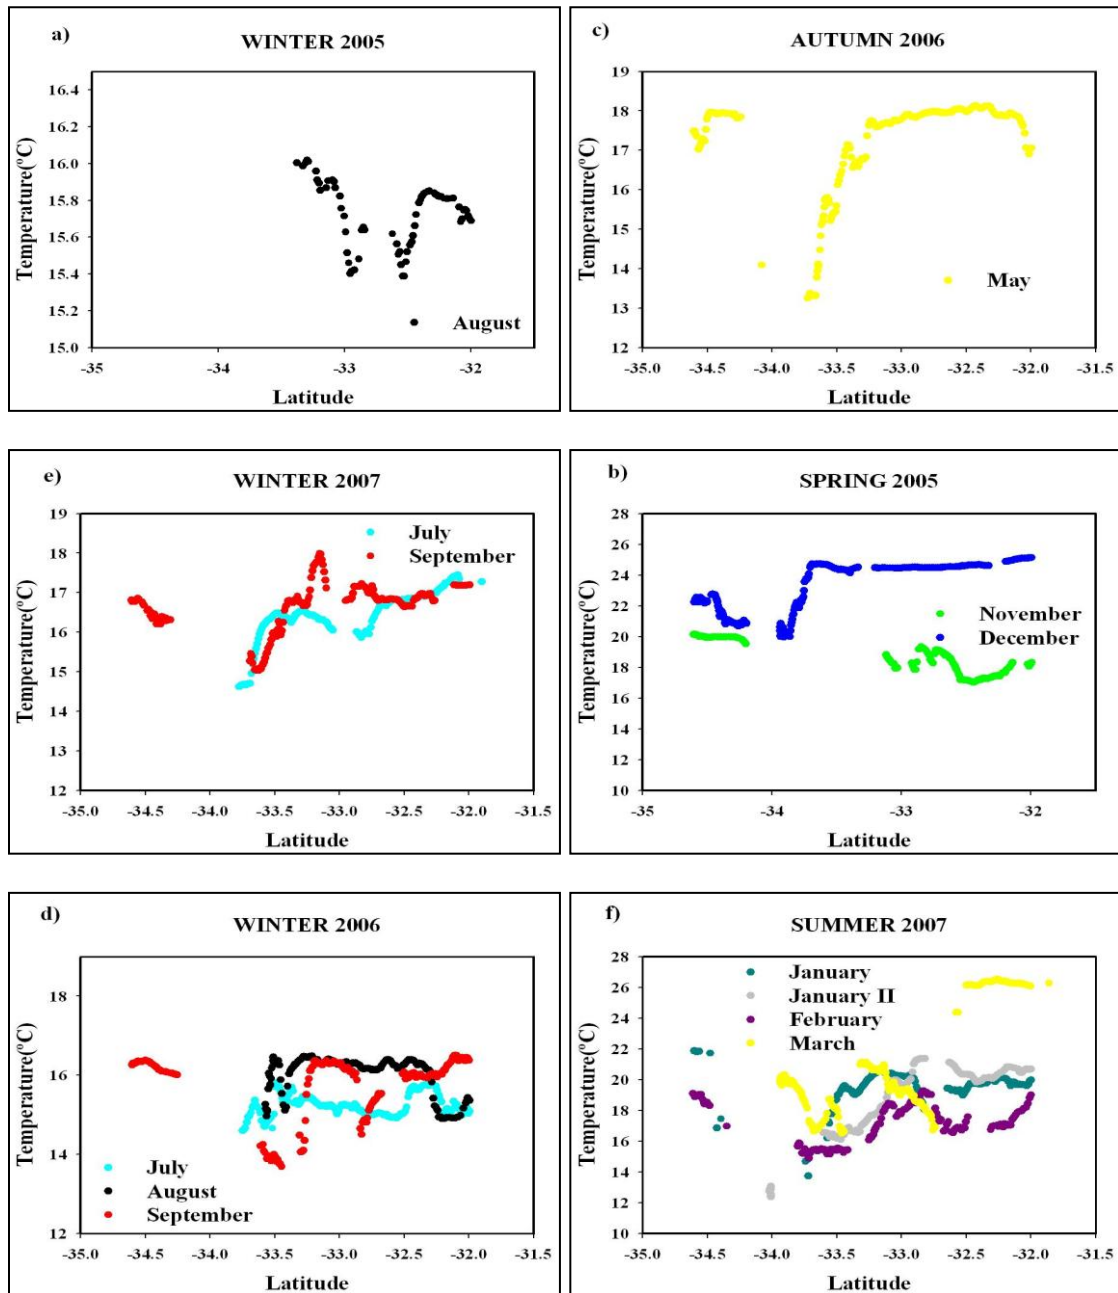 a)
WINTER 2005
Temperature(°C)
16.4
16.2
16.0
15.8
15.6
15.4
15.2
15.0
August
-35
-34
-33
-32
Latitude
c)
AUTUMN 2006
Temperature(°C)
19
18
17
16
15
14
13
12
May
-35.0
-34.5
-34.0
-33.5
-33.0
-32.5
-32.0
-31.5
Latitude
e)
WINTER 2007
Temperature(°C)
19
18
17
16
15
14
13
12
July
September
-35.0
-34.5
-34.0
-33.5
-33.0
-32.5
-32.0
-31.5
Latitude
b)
SPRING 2005
Temperature(°C)
28
26
24
22
20
18
16
14
12
10
November
December
-35
-34
-33
-32
Latitude
d)
WINTER 2006
Temperature(°C)
18
16
14
12
July
August
September
-35.0
-34.5
-34.0
-33.5
-33.0
-32.5
-32.0
-31.5
Latitude
f)
SUMMER 2007
Temperature(°C)
28
26
24
22
20
18
16
14
12
10
January
January II
February
March
-35.0
-34.5
-34.0
-33.5
-33.0
-32.5
-32.0
-31.5
Latitude